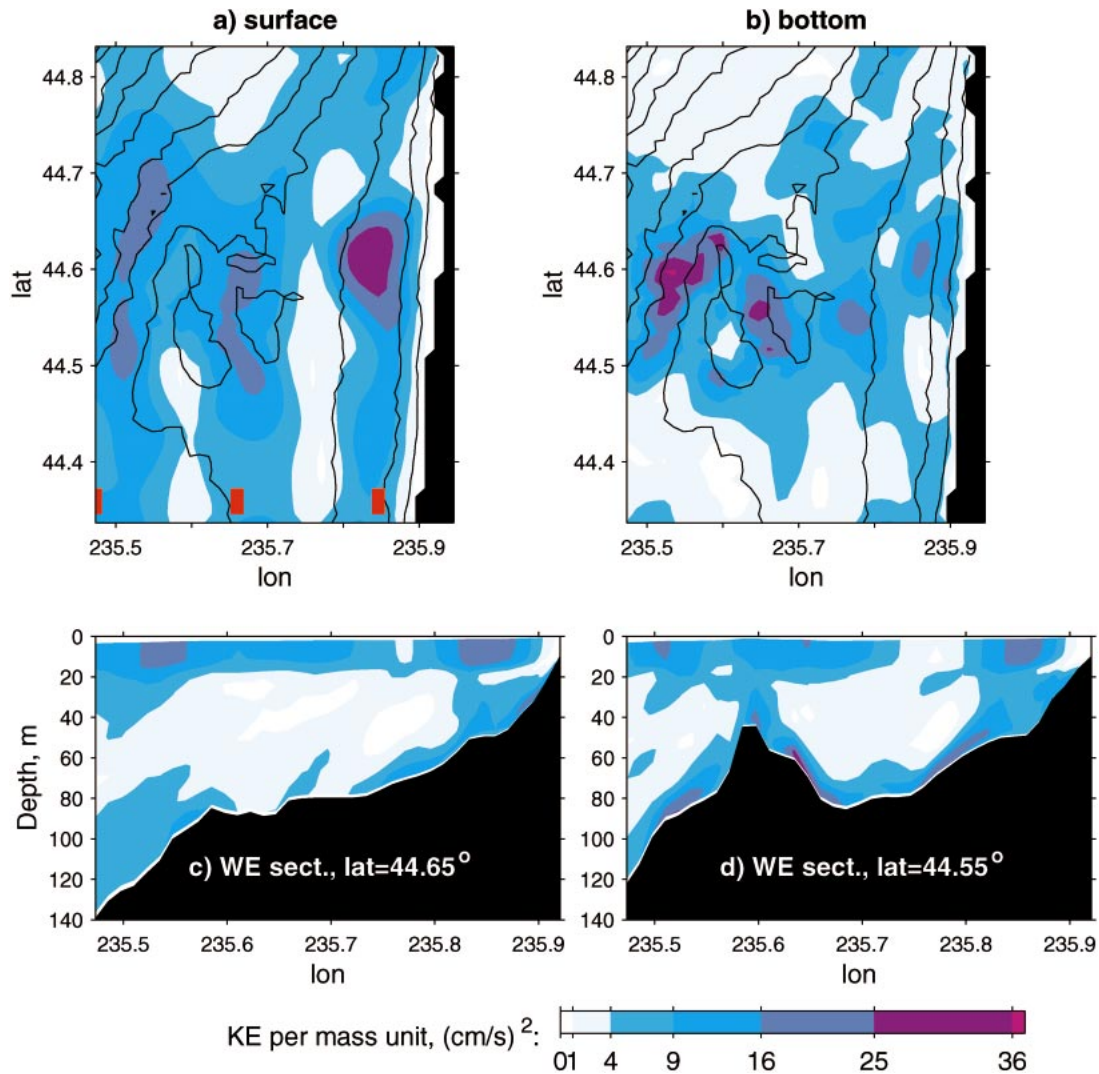 a) surface
b) bottom
44.8
44.7
44.6
44.5
44.4
lat
235.5 235.7 235.9
lon
44.8
44.7
44.6
44.5
44.4
lat
235.5 235.7 235.9
lon
0
20
40
60
80
100
120
140
Depth, m
c) WE sect., lat=44.65°
235.5 235.6 235.7 235.8 235.9
lon
0
20
40
60
80
100
120
140
d) WE sect., lat=44.55°
235.5 235.6 235.7 235.8 235.9
lon
KE per mass unit, (cm/s)²:
01 4 9 16 25 36